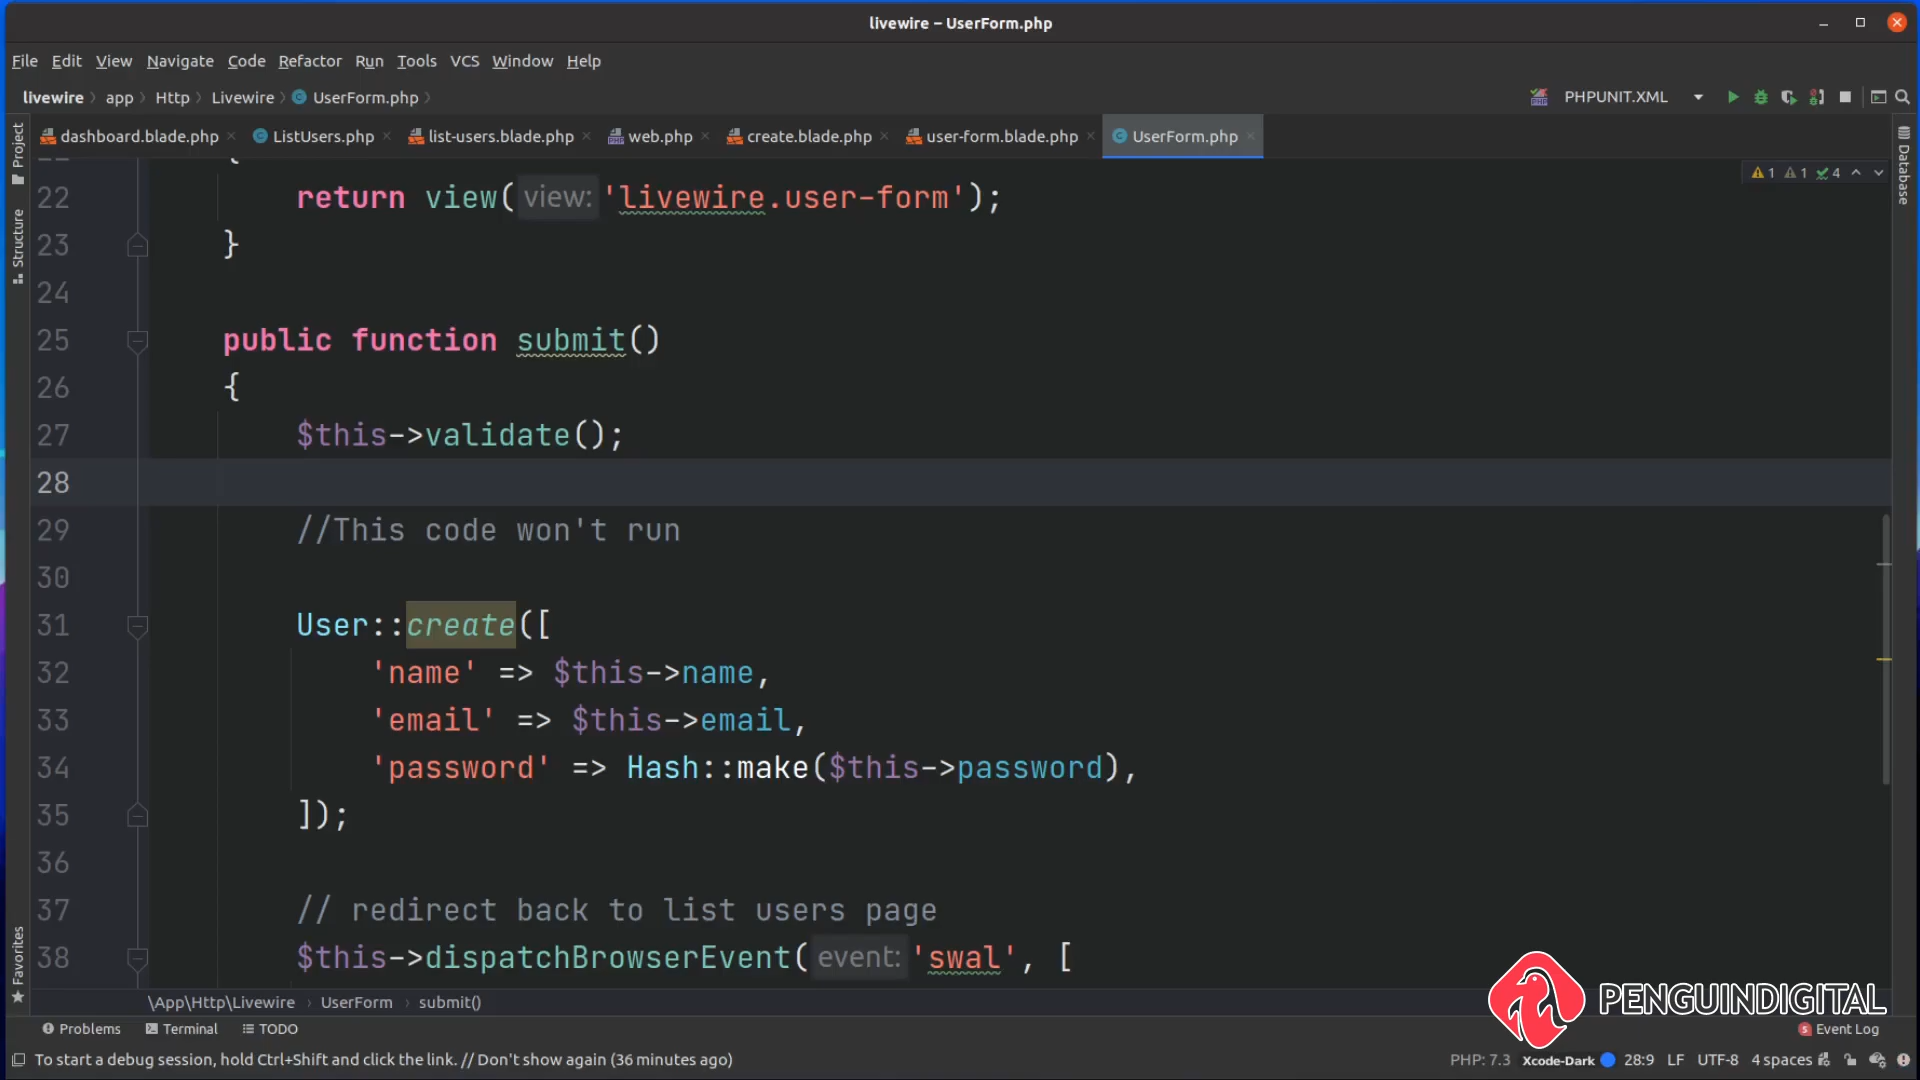 livewire – UserForm.php
File Edit View Navigate Code Refactor Run Tools VCS Window Help
livewire app Http Livewire UserForm.php
PHPUNIT.XML
dashboard.blade.php ListUsers.php list-users.blade.php web.php create.blade.php user-form.blade.php UserForm.php
Project
Structure
Favorites
Database
1 1 4
22 return view( view: 'livewire.user-form');
23 }
24
25 public function submit()
26 {
27 $this->validate();
28
29 //This code won't run
30
31 User::create([
32 'name' => $this->name,
33 'email' => $this->email,
34 'password' => Hash::make($this->password),
35 ]);
36
37 // redirect back to list users page
38 $this->dispatchBrowserEvent( event: 'swal', [
\App\Http\Livewire › UserForm › submit()
PENGUINDIGITAL
Problems Terminal TODO
Event Log
To start a debug session, hold Ctrl+Shift and click the link. // Don't show again (36 minutes ago)
PHP: 7.3 Xcode-Dark 28:9 LF UTF-8 4 spaces